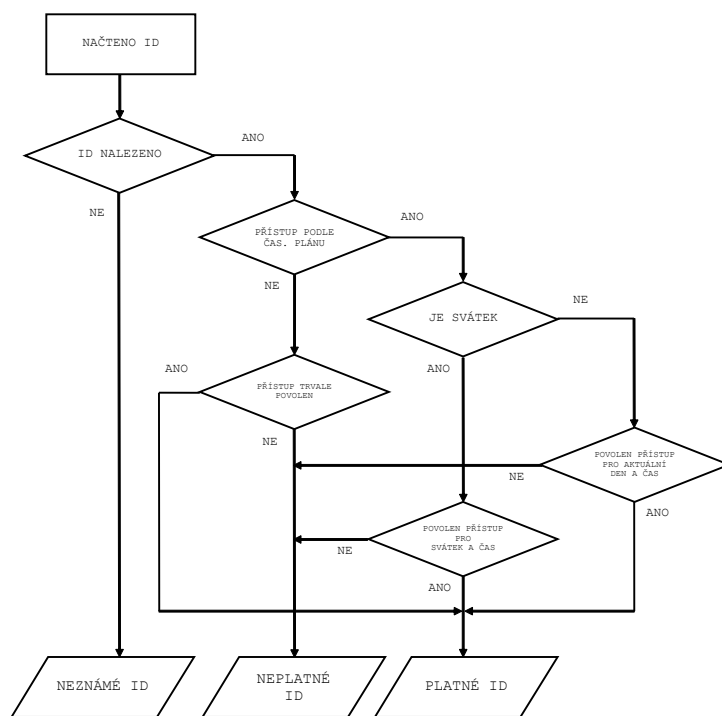 NAČTENO ID
ANO
ID NALEZENO
NE
ANO
PŘÍSTUP PODLE
ČAS. PLÁNU
NE
NE
JE SVÁTEK
ANO
ANO
PŘÍSTUP TRVALE
POVOLEN
NE
POVOLEN PŘÍSTUP
PRO AKTUÁLNÍ
DEN A ČAS
NE
ANO
POVOLEN PŘÍSTUP
PRO
SVÁTEK A ČAS
NE
ANO
NEZNÁMÉ ID
NEPLATNÉ
ID
PLATNÉ ID